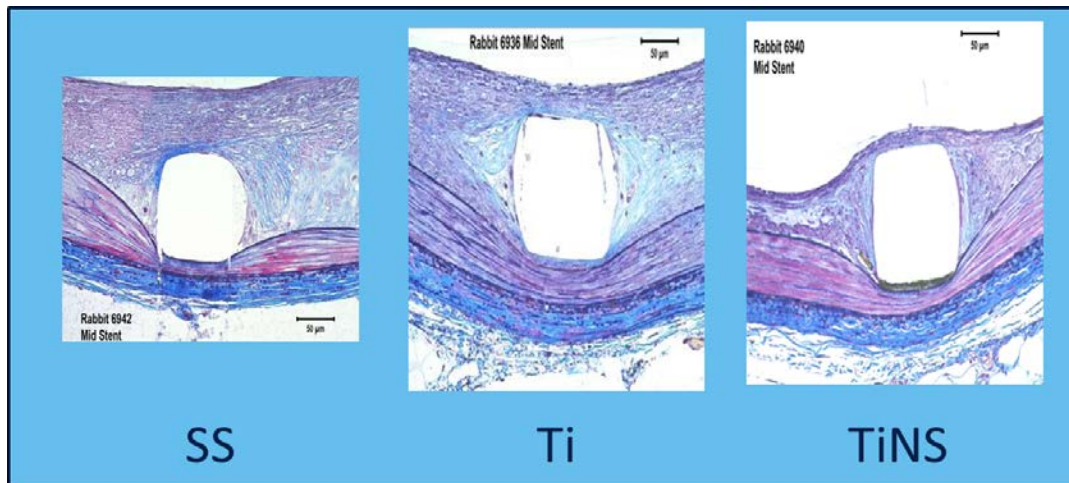 Rabbit 6942
Mid Stent
50 µm
Rabbit 6936 Mid Stent
50 µm
Rabbit 6940
Mid Stent
50 µm
SS
Ti
TiNS